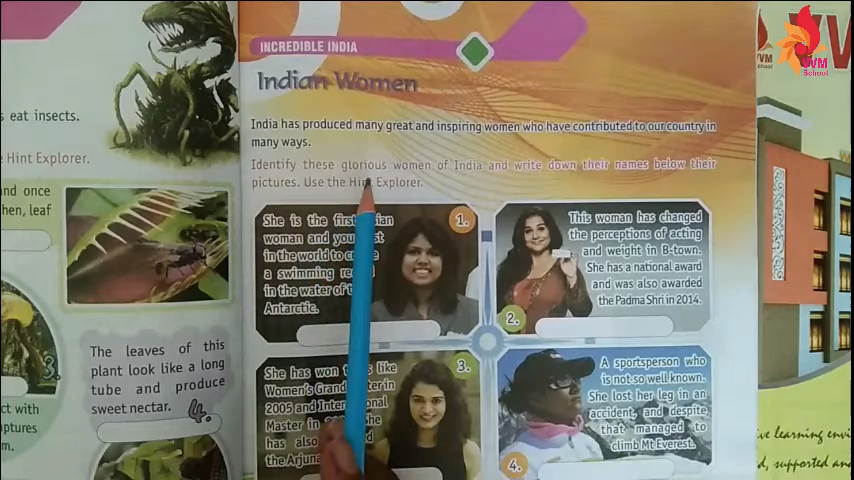 s eat insects.
Hint Explorer.
nd once
hen, leaf
3.
The leaves of this
plant look like a long
tube and produce
sweet nectar.
4.
ct with
aptures
m.
INCREDIBLE INDIA
Indian Women
India has produced many great and inspiring women who have contributed to our country in
many ways.
Identify these glorious women of India and write down their names below their
pictures. Use the Hint Explorer.
She is the first
woman and
in the world to
a swimming
in the water of
Antarctic.
1.
This woman has changed
the perceptions of acting
and weight in B-town.
She has a national award
and was also awarded
the Padma Shri in 2014.
2.
She has won like
Women's Grand
2005 and
Master in
has also
the Arjuna
3.
A sportsperson who
is not so well known.
She lost her leg in an
accident, and despite
that managed to
climb Mt Everest.
4.
VVM
School
ive learning
d, supported and